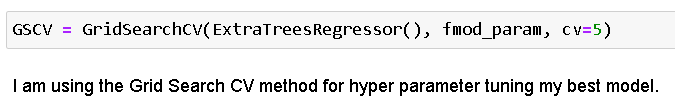 GSCV = GridSearchCV(ExtraTreesRegressor(), fmod_param, cv=5)
I am using the Grid Search CV method for hyper parameter tuning my best model.